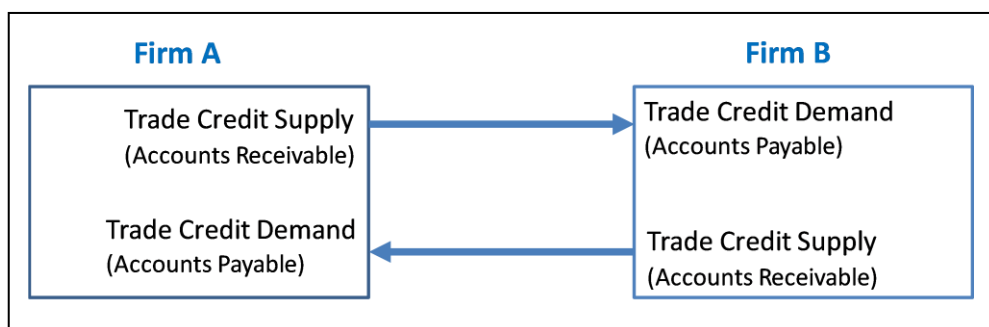 Firm A
Firm B
Trade Credit Supply
(Accounts Receivable)
Trade Credit Demand
(Accounts Payable)
Trade Credit Demand
(Accounts Payable)
Trade Credit Supply
(Accounts Receivable)